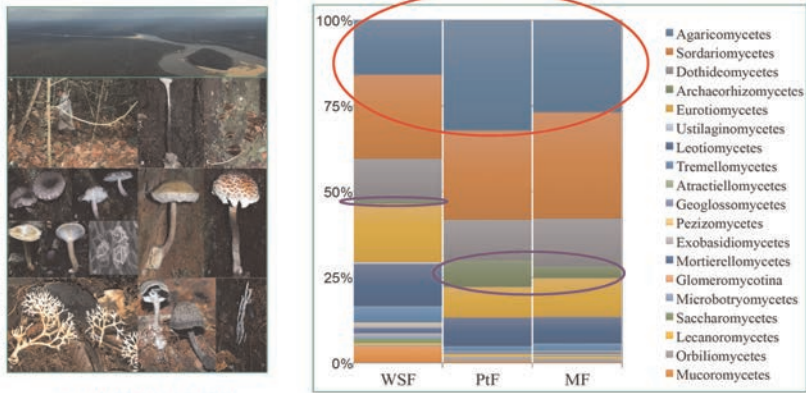 100%
75%
50%
25%
0%
WSF PtF MF
Agaricomycetes
Sordariomycetes
Dothideomycetes
Archaeorhizomycetes
Eurotiomycetes
Ustilaginomycetes
Leotiomycetes
Tremellomycetes
Atractiellomycetes
Geoglossomycetes
Pezizomycetes
Exobasidiomycetes
Mortierellomycetes
Glomeromycotina
Microbotryomycetes
Saccharomycetes
Lecanoromycetes
Orbiliomycetes
Mucoromycetes